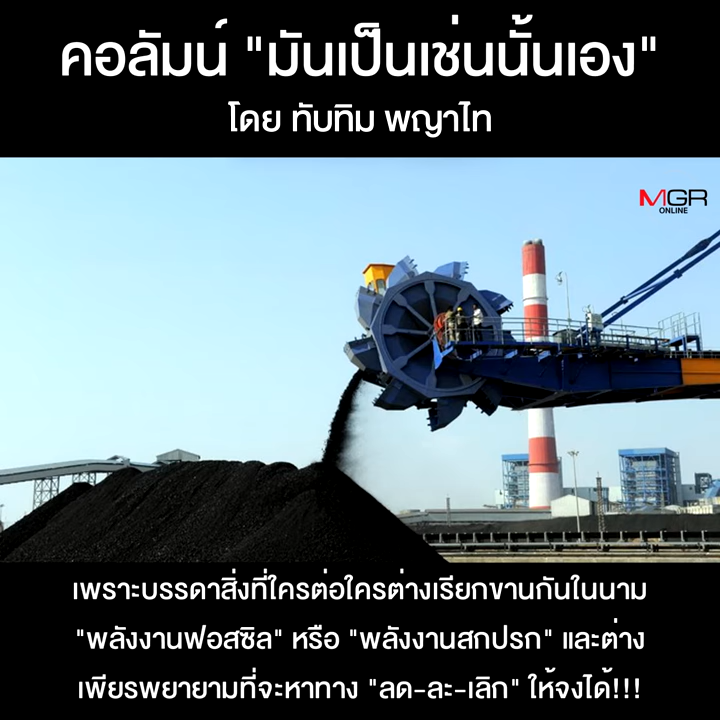 คอลัมน์ "มันเป็นเช่นนั้นเอง"
โดย ทับทิม พญาไท
MGR
ONLINE
เพราะบรรดาสิ่งที่ใครต่อใครต่างเรียกขานกันในนาม
"พลังงานฟอสซิล" หรือ "พลังงานสกปรก" และต่าง
เพียรพยายามที่จะหาทาง "ลด-ละ-เลิก" ให้จงได้!!!